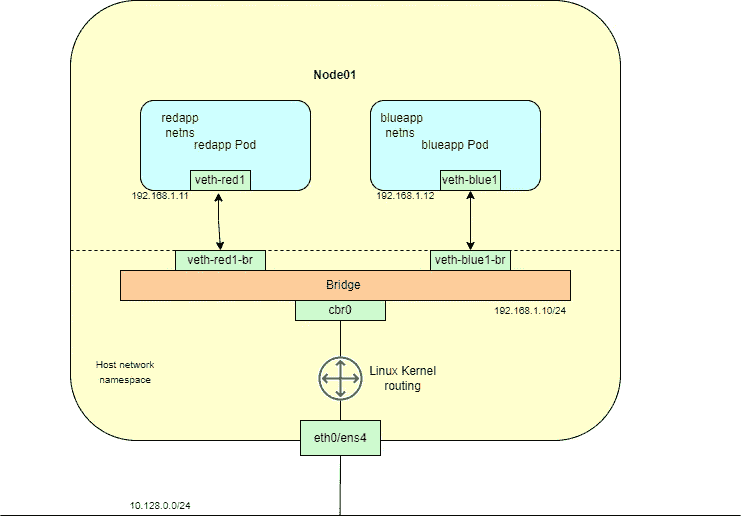 Node01
redapp
netns
redapp Pod
veth-red1
192.168.1.11
blueapp
netns
blueapp Pod
veth-blue1
192.168.1.12
veth-red1-br
veth-blue1-br
Bridge
cbr0
192.168.1.10/24
Host network
namespace
Linux Kernel
routing
eth0/ens4
10.128.0.0/24